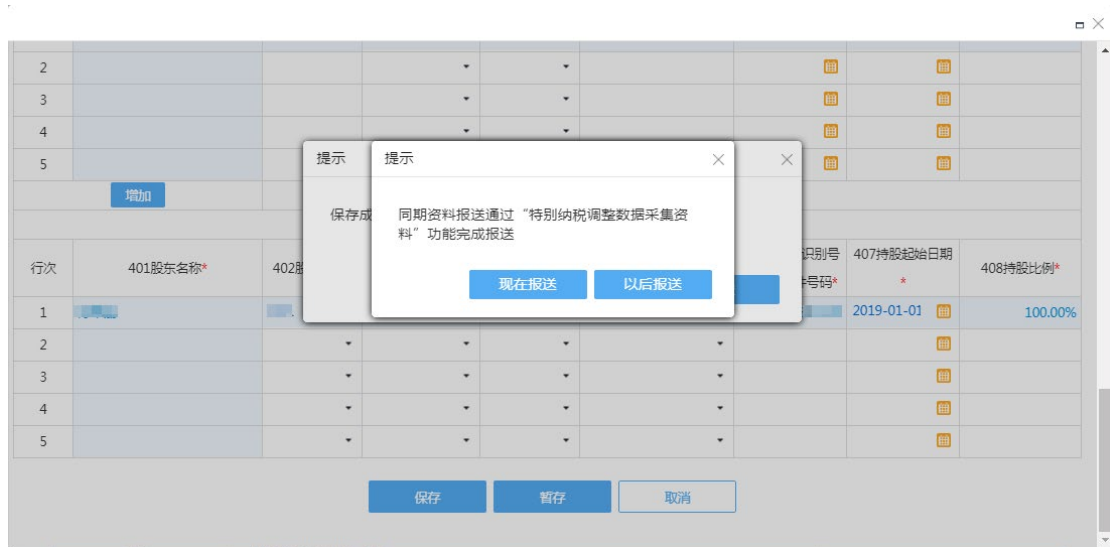 2
3
4
5
增加
提示
保存成
提示
同期资料报送通过“特别纳税调整数据采集资
料”功能完成报送
现在报送
以后报送
行次
401股东名称*
402股
识别号
号码*
407持股起始日期
*
408持股比例*
1
2019-01-01
100.00%
2
3
4
5
保存
暂存
取消